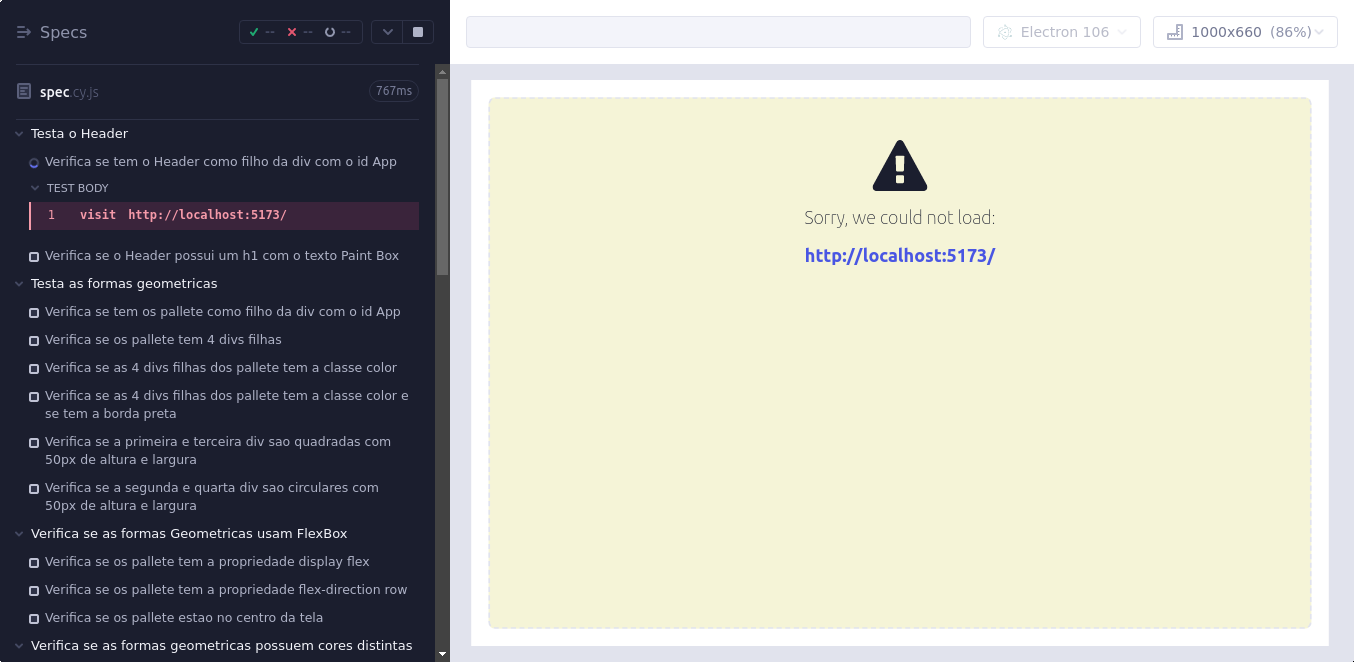 Specs
-- -- --
Electron 106
1000x660 (86%)
spec.cy.js
767ms
Testa o Header
Verifica se tem o Header como filho da div com o id App
TEST BODY
1 visit http://localhost:5173/
Verifica se o Header possui um h1 com o texto Paint Box
Testa as formas geometricas
Verifica se tem os pallete como filho da div com o id App
Verifica se os pallete tem 4 divs filhas
Verifica se as 4 divs filhas dos pallete tem a classe color
Verifica se as 4 divs filhas dos pallete tem a classe color e
se tem a borda preta
Verifica se a primeira e terceira div sao quadradas com
50px de altura e largura
Verifica se a segunda e quarta div sao circulares com
50px de altura e largura
Verifica se as formas Geometricas usam FlexBox
Verifica se os pallete tem a propriedade display flex
Verifica se os pallete tem a propriedade flex-direction row
Verifica se os pallete estao no centro da tela
Verifica se as formas geometricas possuem cores distintas
Sorry, we could not load:
http://localhost:5173/